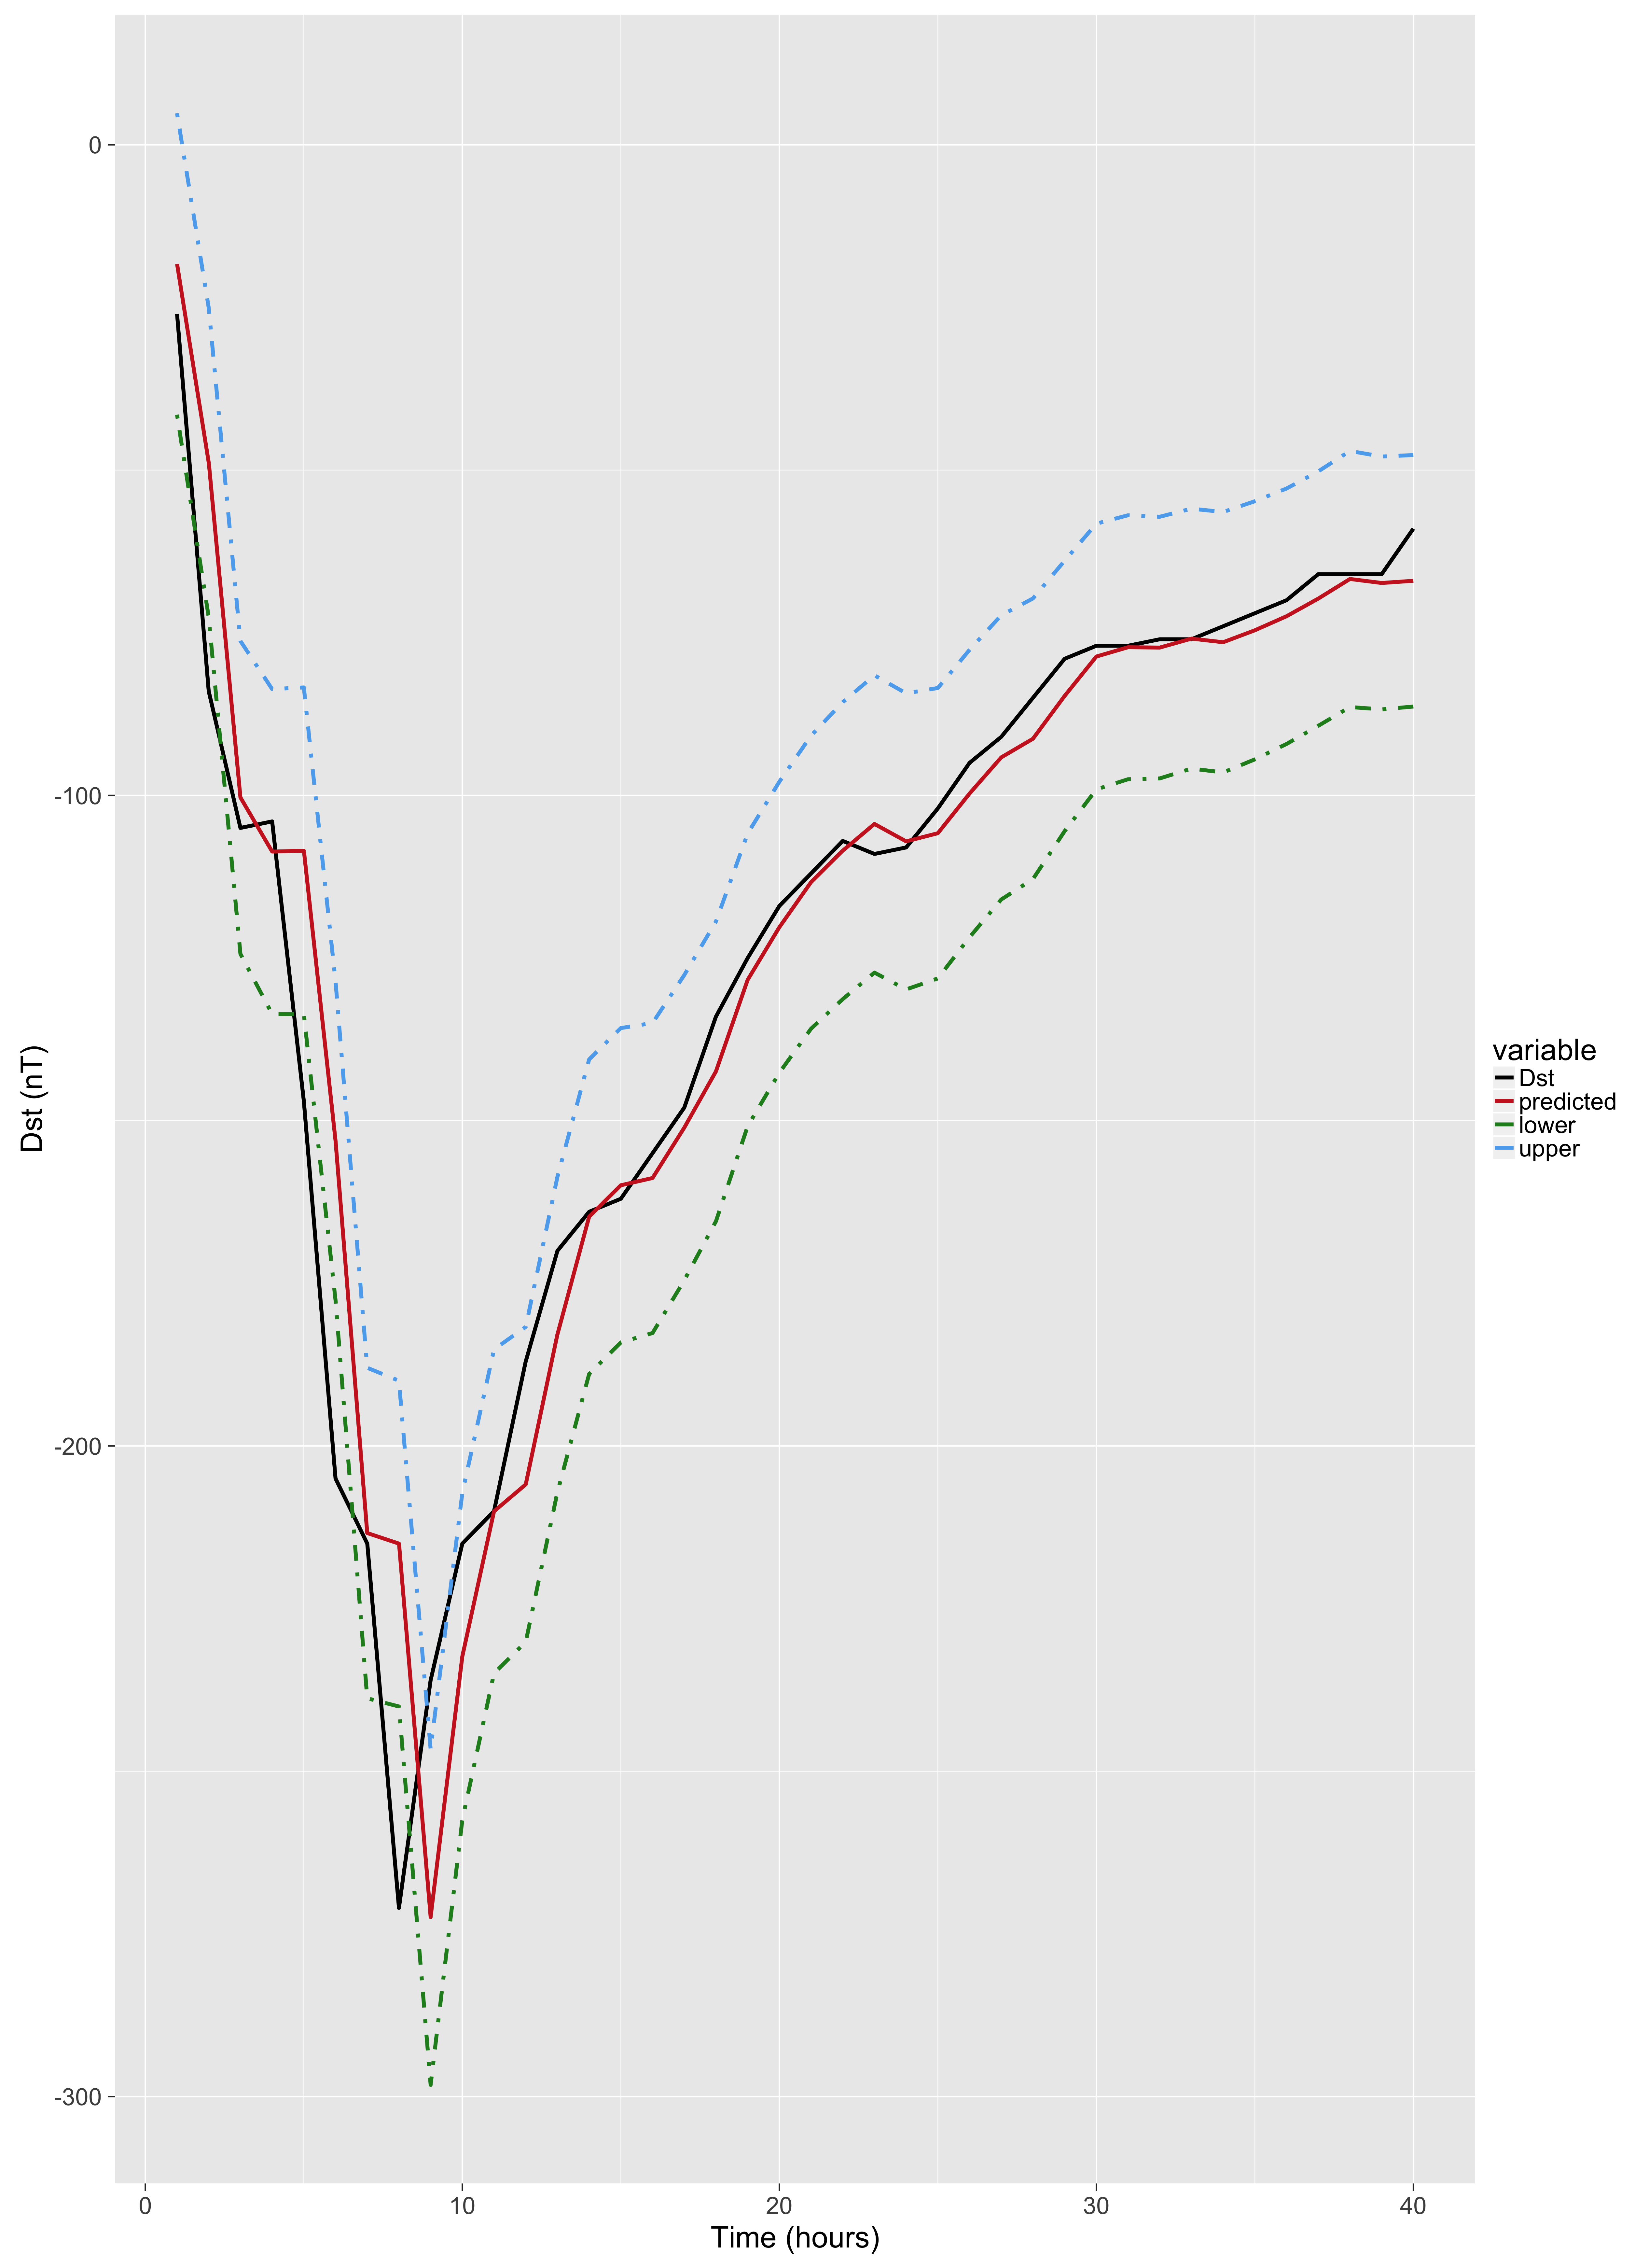 0
-100
-200
-300
Dst (nT)
0
10
20
30
40
Time (hours)
variable
Dst
predicted
lower
upper